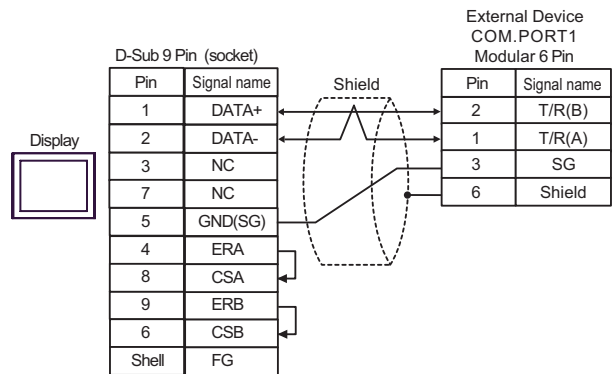 External Device
COM.PORT1
Modular 6 Pin
D-Sub 9 Pin (socket)
Pin Signal name
Shield
Pin Signal name
1 DATA+
2 T/R(B)
Display
2 DATA-
1 T/R(A)
3 NC
3 SG
7 NC
6 Shield
5 GND(SG)
4 ERA
8 CSA
9 ERB
6 CSB
Shell FG